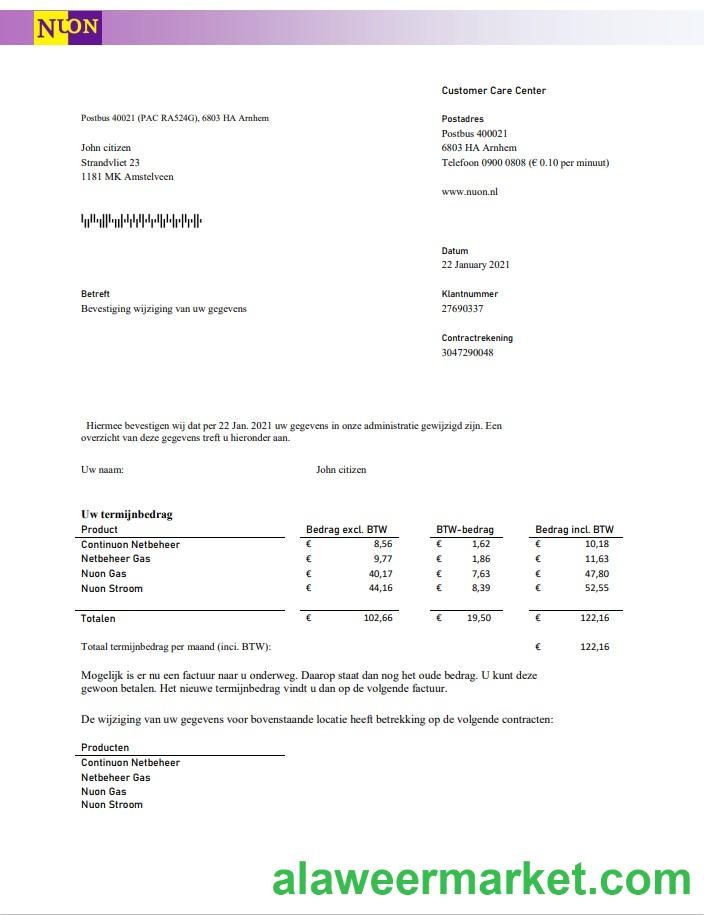 NUON
Customer Care Center
Postbus 40021 (PAC RA524G), 6803 HA Arnhem
Postadres
Postbus 400021
John citizen
6803 HA Arnhem
Strandvliet 23
Telefoon 0900 0808 (€ 0.10 per minuut)
1181 MK Amstelveen
www.nuon.nl
Datum
22 January 2021
Betreft
Klantnummer
Bevestiging wijziging van uw gegevens
27690337
Contractrekening
3047290048
Hiermee bevestigen wij dat per 22 Jan. 2021 uw gegevens in onze administratie gewijzigd zijn. Een
overzicht van deze gegevens treft u hieronder aan.
Uw naam: John citizen
Uw termijnbedrag
Product Bedrag excl. BTW BTW-bedrag Bedrag incl. BTW
Continuon Netbeheer € 8,56 € 1,62 € 10,18
Netbeheer Gas € 9,77 € 1,86 € 11,63
Nuon Gas € 40,17 € 7,63 € 47,80
Nuon Stroom € 44,16 € 8,39 € 52,55
Totalen € 102,66 € 19,50 € 122,16
Totaal termijnbedrag per maand (inci. BTW): € 122,16
Mogelijk is er nu een factuur naar u onderweg. Daarop staat dan nog het oude bedrag. U kunt deze
gewoon betalen. Het nieuwe termijnbedrag vindt u dan op de volgende factuur.
De wijziging van uw gegevens voor bovenstaande locatie heeft betrekking op de volgende contracten:
Producten
Continuon Netbeheer
Netbeheer Gas
Nuon Gas
Nuon Stroom
alaweermarket.com